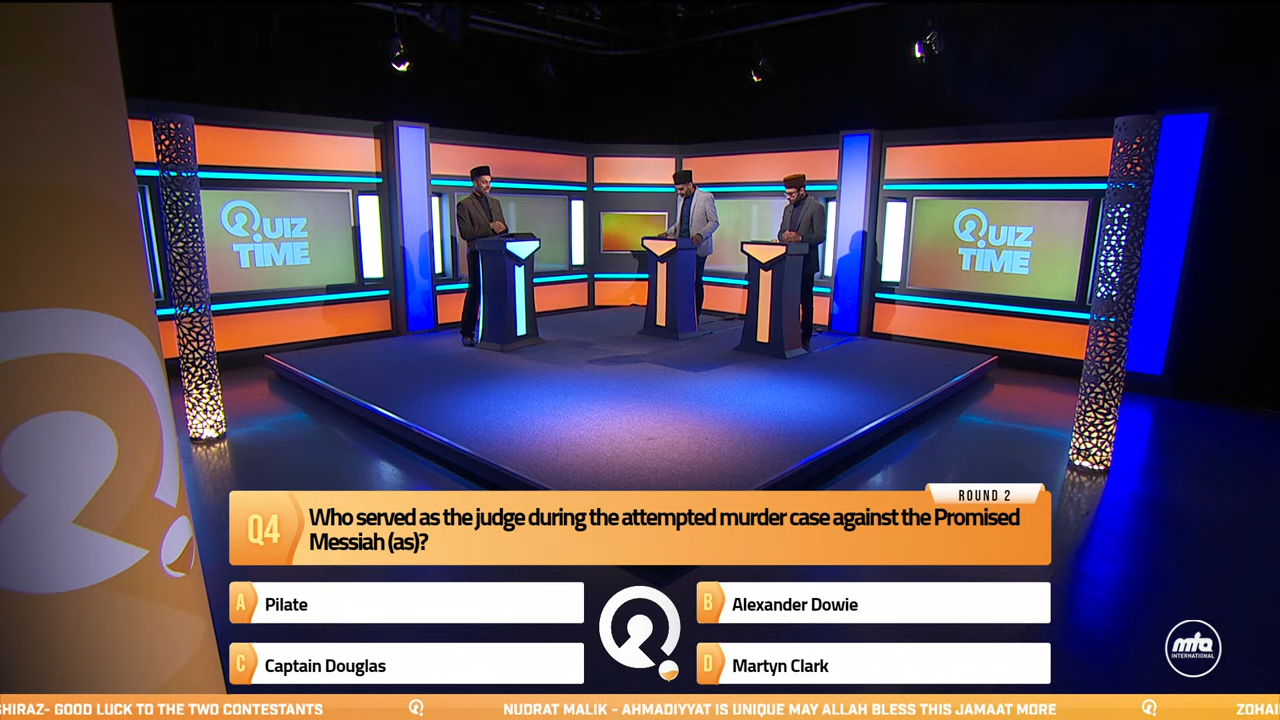 QUIZ
TIME
QUIZ
TIME
ROUND 2
Q4
Who served as the judge during the attempted murder case against the Promised
Messiah (as)?
A Pilate
B Alexander Dowie
C Captain Douglas
D Martyn Clark
mta
INTERNATIONAL
SHIRAZ- GOOD LUCK TO THE TWO CONTESTANTS
NUDRAT MALIK - AHMADIYYAT IS UNIQUE MAY ALLAH BLESS THIS JAMAAT MORE